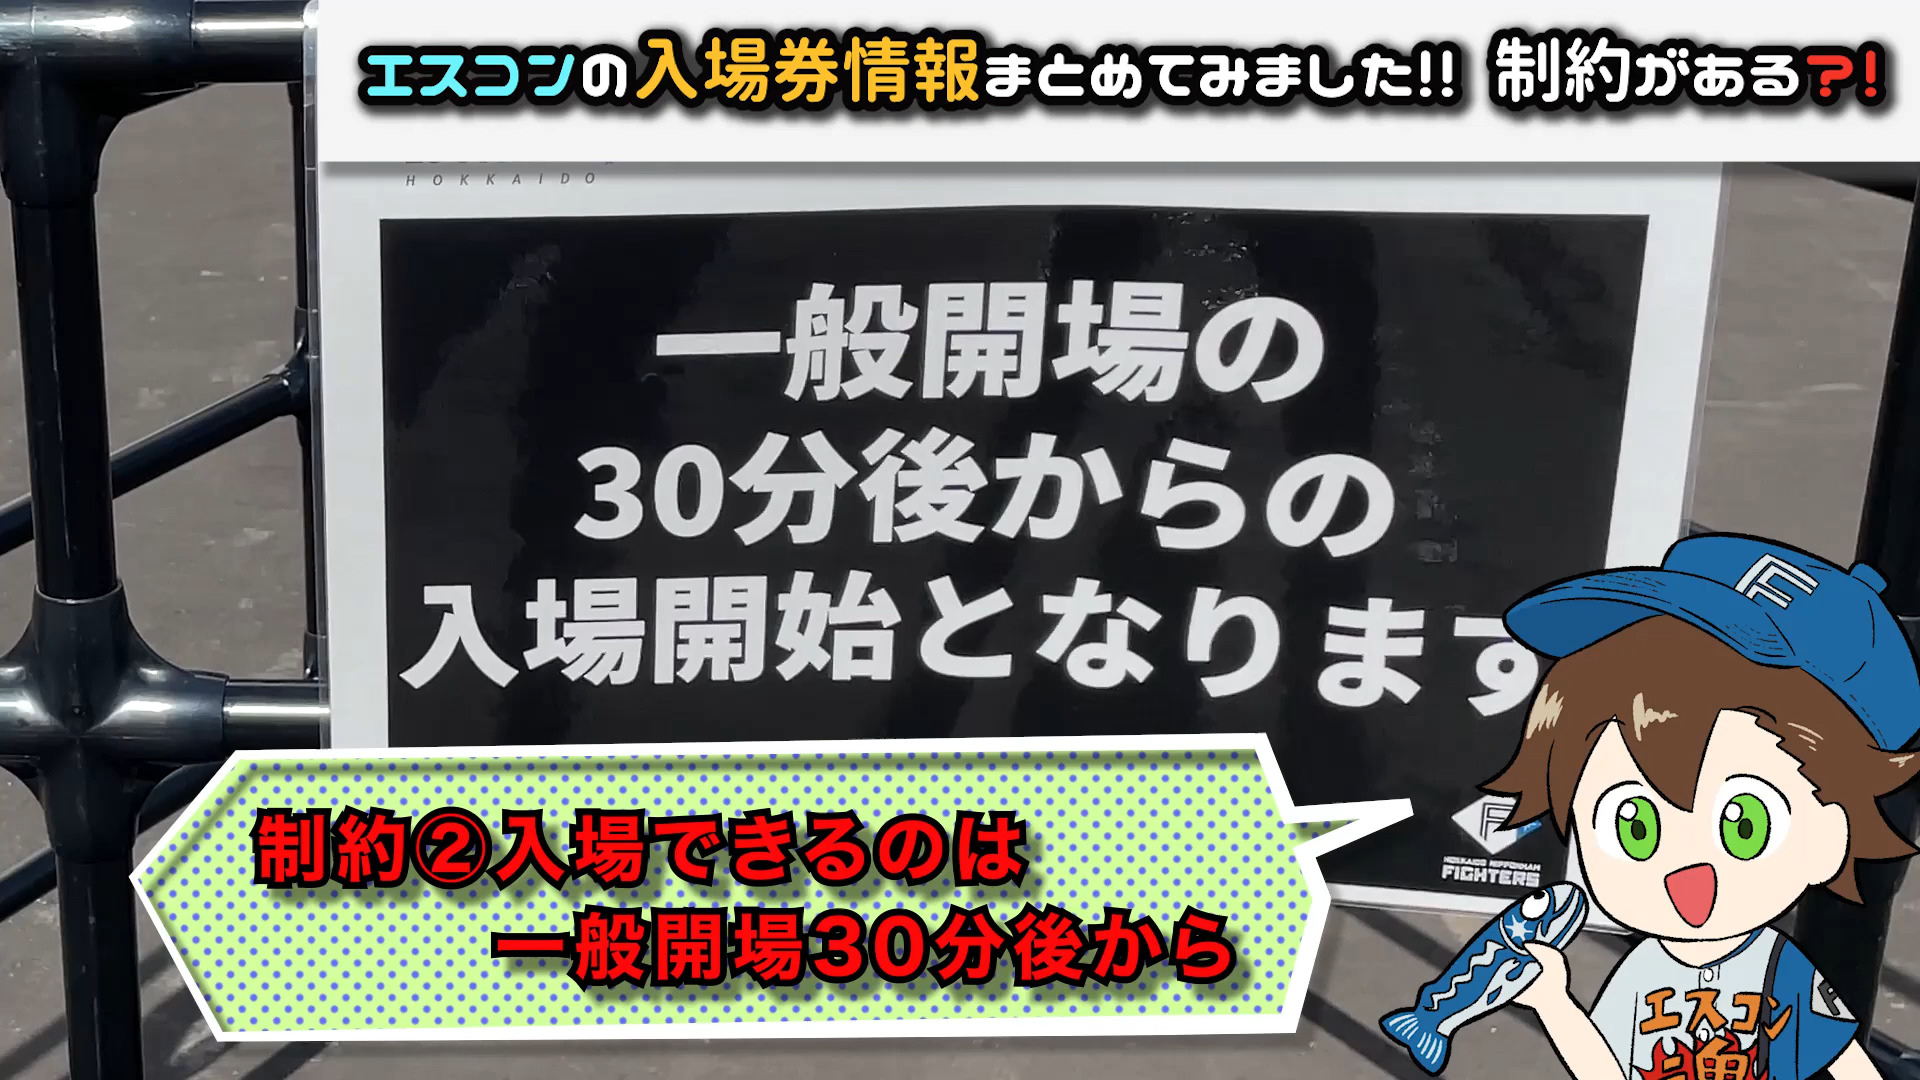 エスコンの入場券情報まとめてみました!! 制約がある?!
HOKKAIDO
一般開場の
30分後からの
入場開始となります
制約②入場できるのは
一般開場30分後から
F
HOKKAIDO NIPPONHAM
FIGHTERS
F
エスコン
魂